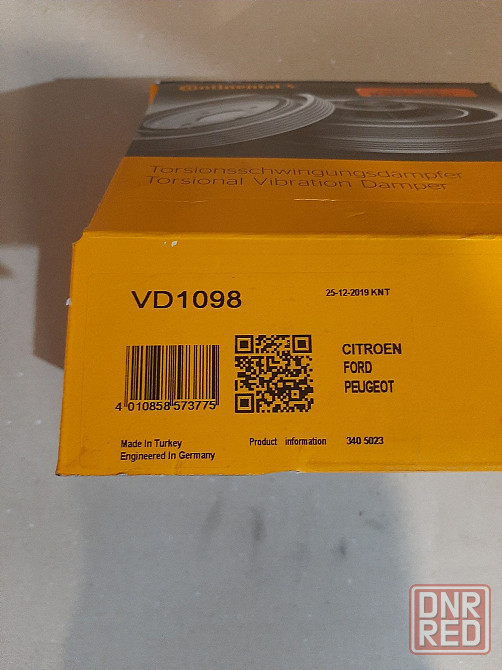 Continental
Torsionsschwingungsdämpfer
Torsional Vibration Damper
VD1098
25-12-2019 KNT
CITROEN
FORD
PEUGEOT
4 010858 573775
Made In Turkey
Engineered In Germany
Product information
340 5023
DNR
RED